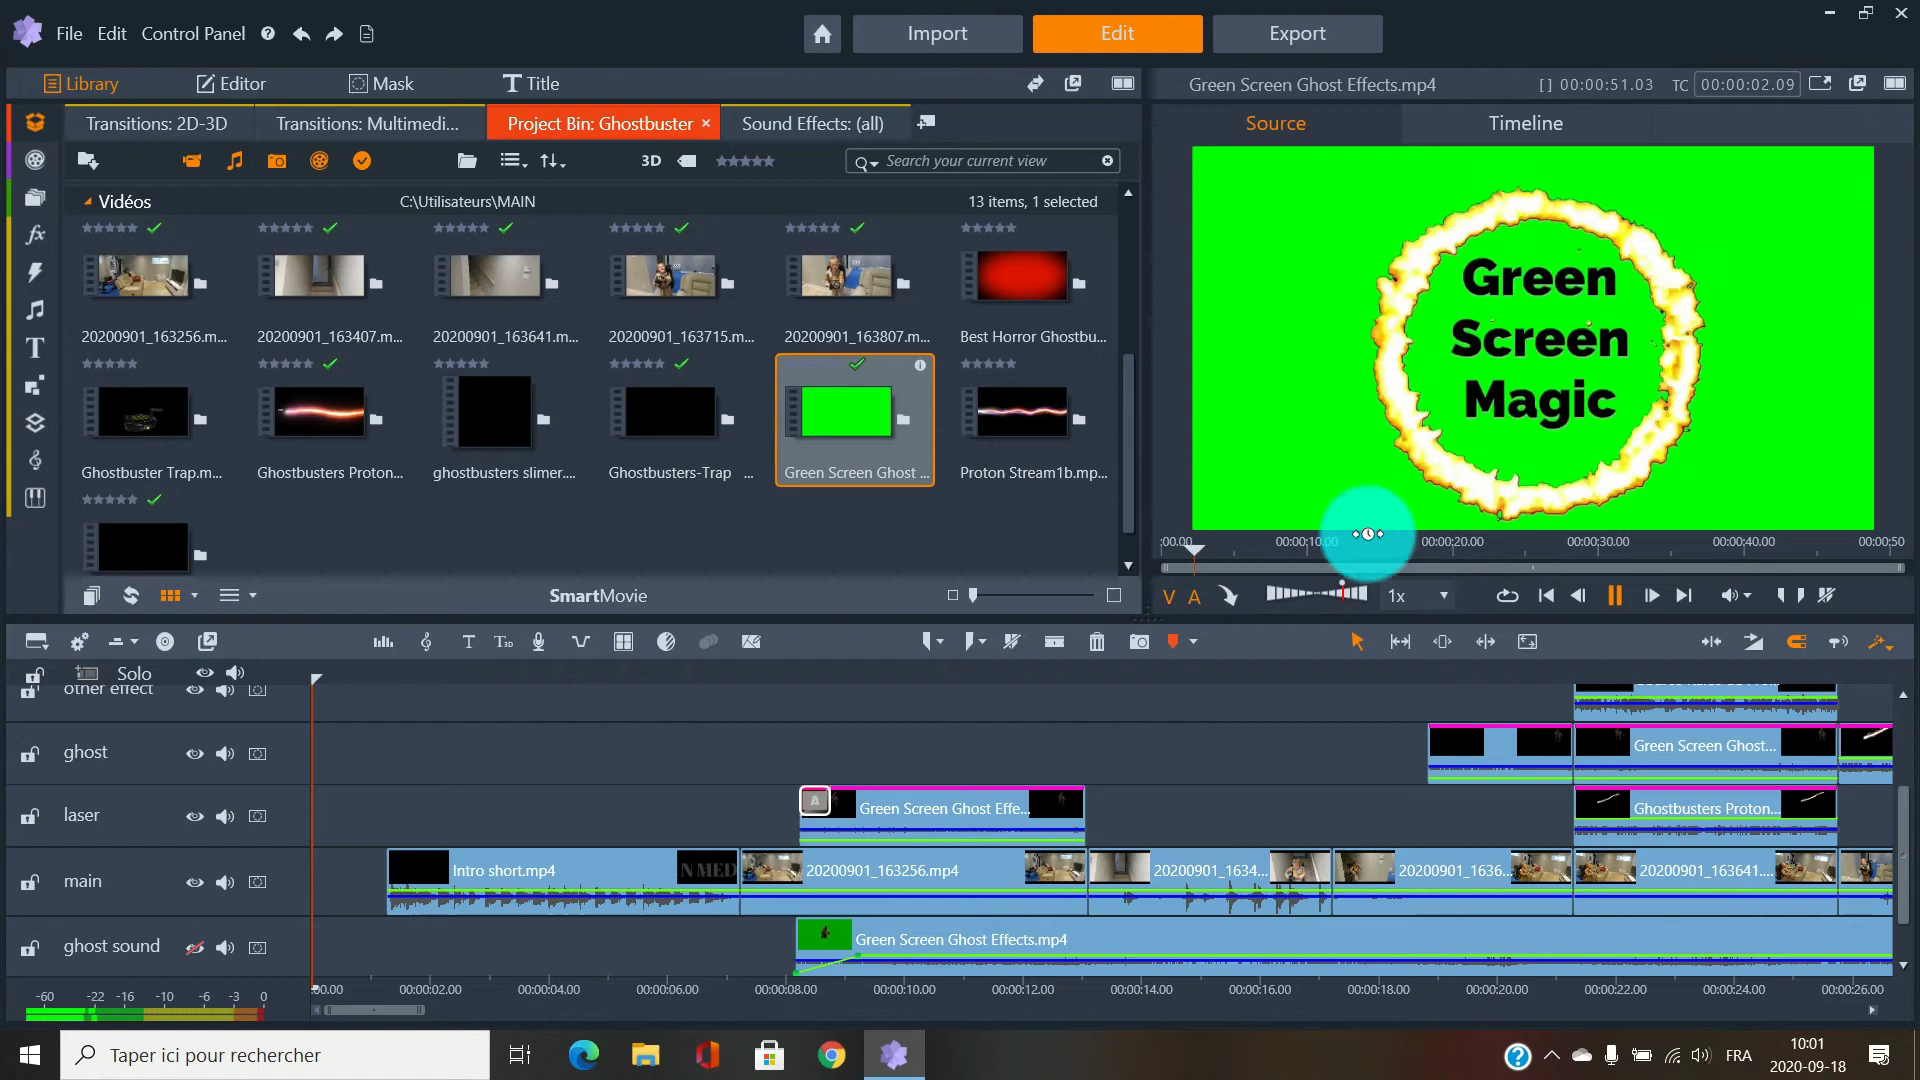 File Edit Control Panel
Import Edit Export
Library Editor Mask Title
Green Screen Ghost Effects.mp4 [] 00:00:51.03 TC 00:00:02.09
Transitions: 2D-3D Transitions: Multimedi... Project Bin: Ghostbuster × Sound Effects: (all)
Source Timeline
3D Search your current view
Vidéos C:\Utilisateurs\MAIN 13 items, 1 selected
20200901_163256.m... 20200901_163407.m... 20200901_163641.m... 20200901_163715.m... 20200901_163807.m... Best Horror Ghostbu...
Ghostbuster Trap.m... Ghostbusters Proton... ghostbusters slimer.... Ghostbusters-Trap ... Green Screen Ghost ... Proton Stream1b.mp...
Green
Screen
Magic
:00.00 00:00:10.00 00:00:20.00 00:00:30.00 00:00:40.00 00:00:50
SmartMovie
V A 1x
Solo
other effect
ghost Green Screen Ghost...
laser A Green Screen Ghost Effe... Ghostbusters Proton...
main Intro short.mp4 N MED 20200901_163256.mp4 20200901_1634... 20200901_1636... 20200901_163641....
ghost sound Green Screen Ghost Effects.mp4
-60 -22 -16 -10 -6 -3 0
:00.00 00:00:02.00 00:00:04.00 00:00:06.00 00:00:08.00 00:00:10.00 00:00:12.00 00:00:14.00 00:00:16.00 00:00:18.00 00:00:20.00 00:00:22.00 00:00:24.00 00:00:26.00
Taper ici pour rechercher
FRA 10:01
2020-09-18